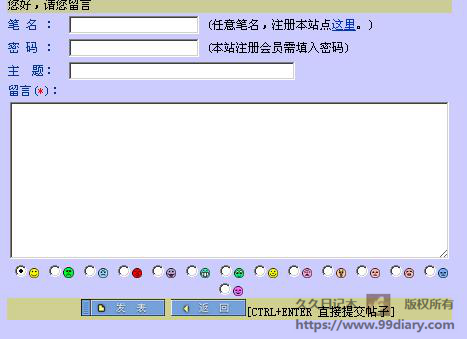 您好，请您留言
笔 名 ： (任意笔名，注册本站点这里。)
密 码 ： (本站注册会员需填入密码)
主 题：
留言(*)：
发 表 返 回 [CTRL+ENTER 直接提交帖子]
久久日记本 版权所有
https://www.99diary.com